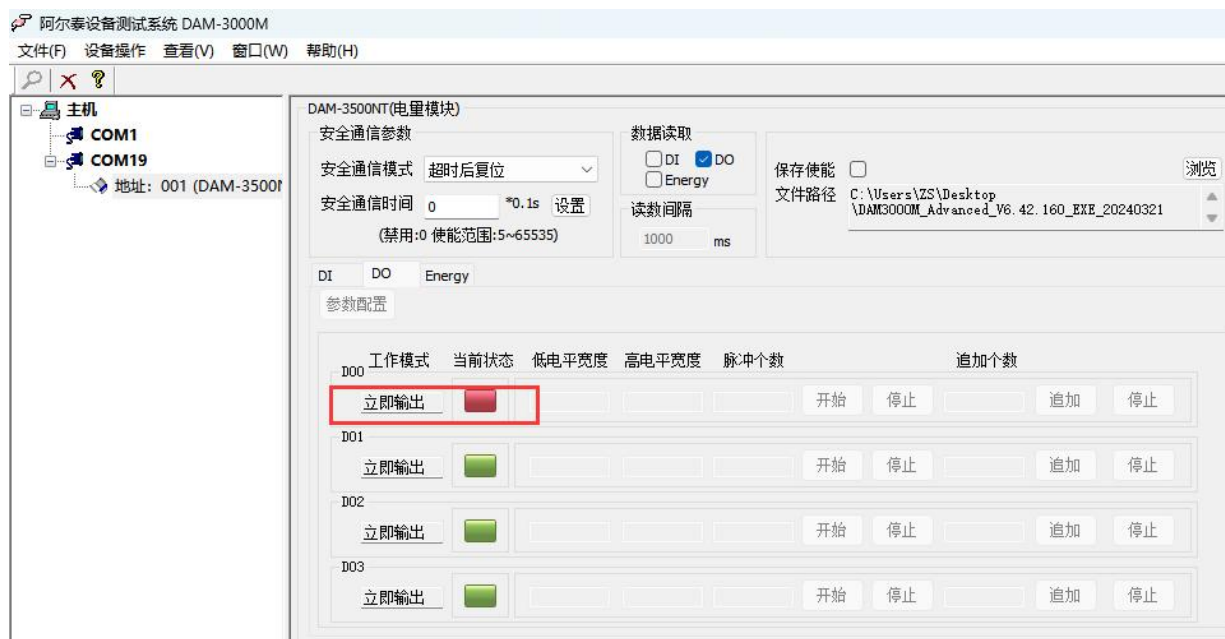 阿尔泰设备测试系统 DAM-3000M
文件(F) 设备操作 查看(V) 窗口(W) 帮助(H)
主机
COM1
COM19
地址：001 (DAM-3500
DAM-3500NT(电量模块)
安全通信参数
安全通信模式 超时后复位
安全通信时间 0 *0.1s 设置
(禁用:0 使能范围:5~65535)
数据读取
DI DO
Energy
读数间隔
1000 ms
保存使能 浏览
文件路径 C:\Users\ZS\Desktop
\DAM3000M_Advanced_V6.42.160_EXE_20240321
DI DO Energy
参数配置
工作模式 当前状态 低电平宽度 高电平宽度 脉冲个数 追加个数
DO0
立即输出 开始 停止 追加 停止
DO1
立即输出 开始 停止 追加 停止
DO2
立即输出 开始 停止 追加 停止
DO3
立即输出 开始 停止 追加 停止